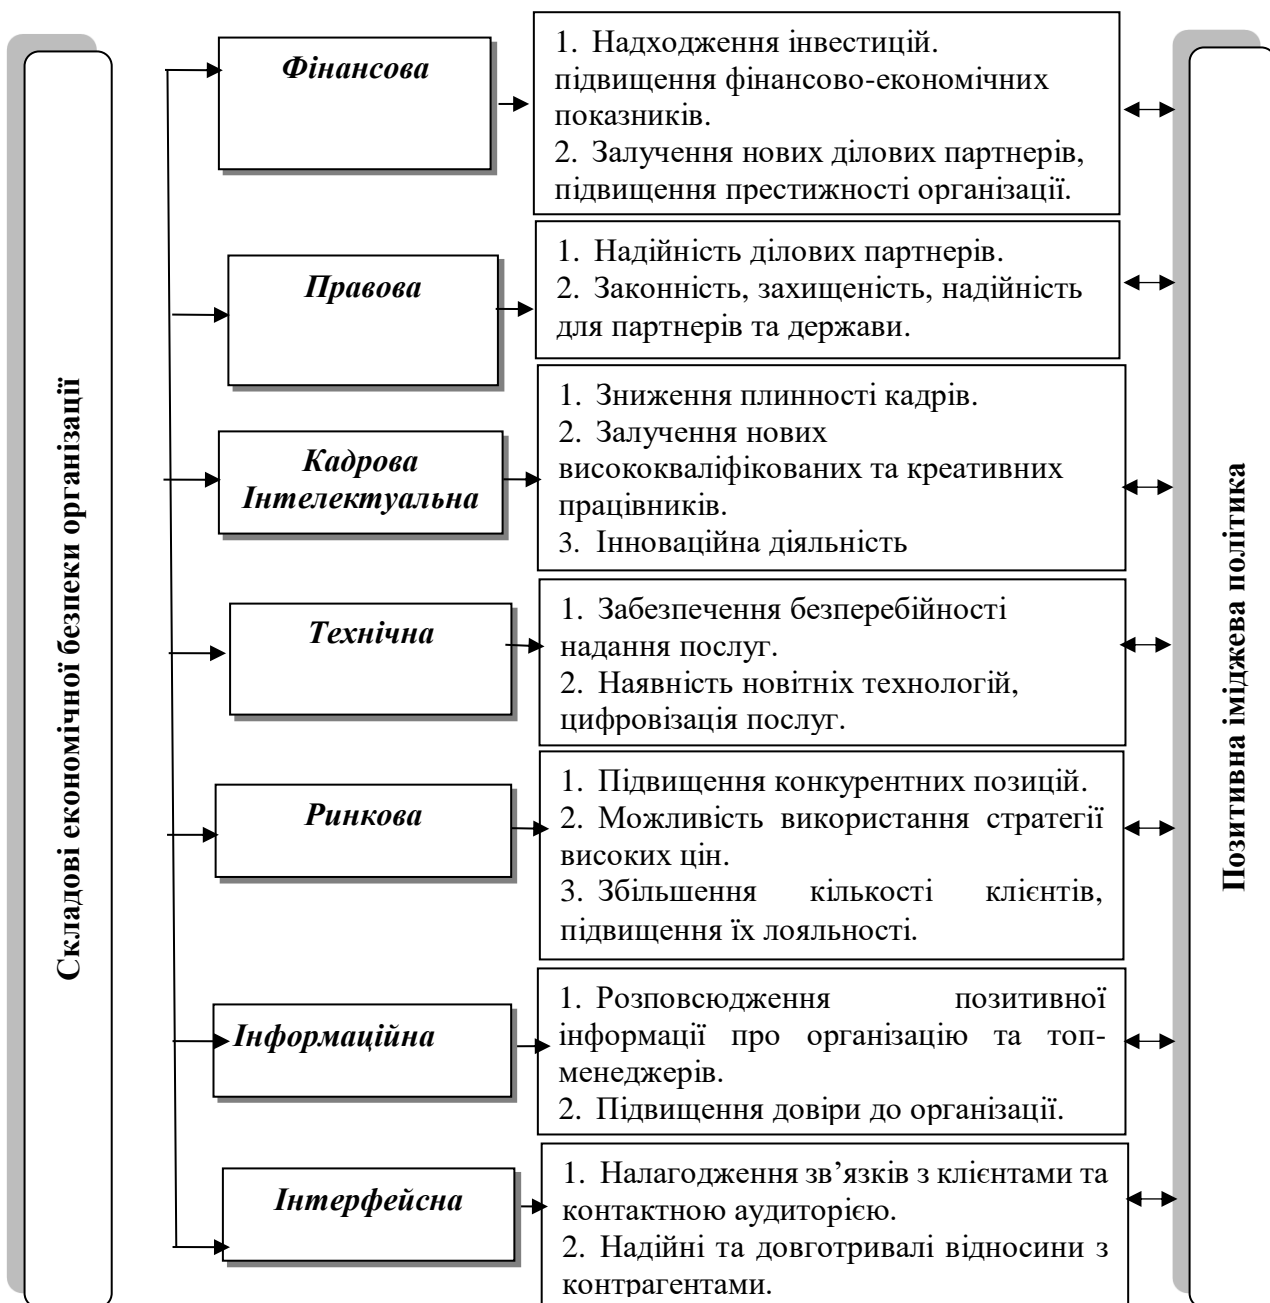 Складові економічної безпеки організації
Фінансова
1. Надходження інвестицій.
підвищення фінансово-економічних
показників.
2. Залучення нових ділових партнерів,
підвищення престижності організації.
Правова
1. Надійність ділових партнерів.
2. Законність, захищеність, надійність
для партнерів та держави.
Кадрова
Інтелектуальна
1. Зниження плинності кадрів.
2. Залучення нових
висококваліфікованих та креативних
працівників.
3. Інноваційна діяльність
Технічна
1. Забезпечення безперебійності
надання послуг.
2. Наявність новітніх технологій,
цифровізація послуг.
Ринкова
1. Підвищення конкурентних позицій.
2. Можливість використання стратегії
високих цін.
3. Збільшення кількості клієнтів,
підвищення їх лояльності.
Інформаційна
1. Розповсюдження позитивної
інформації про організацію та топ-
менеджерів.
2. Підвищення довіри до організації.
Інтерфейсна
1. Налагодження зв’язків з клієнтами та
контактною аудиторією.
2. Надійні та довготривалі відносини з
контрагентами.
Позитивна іміджева політика